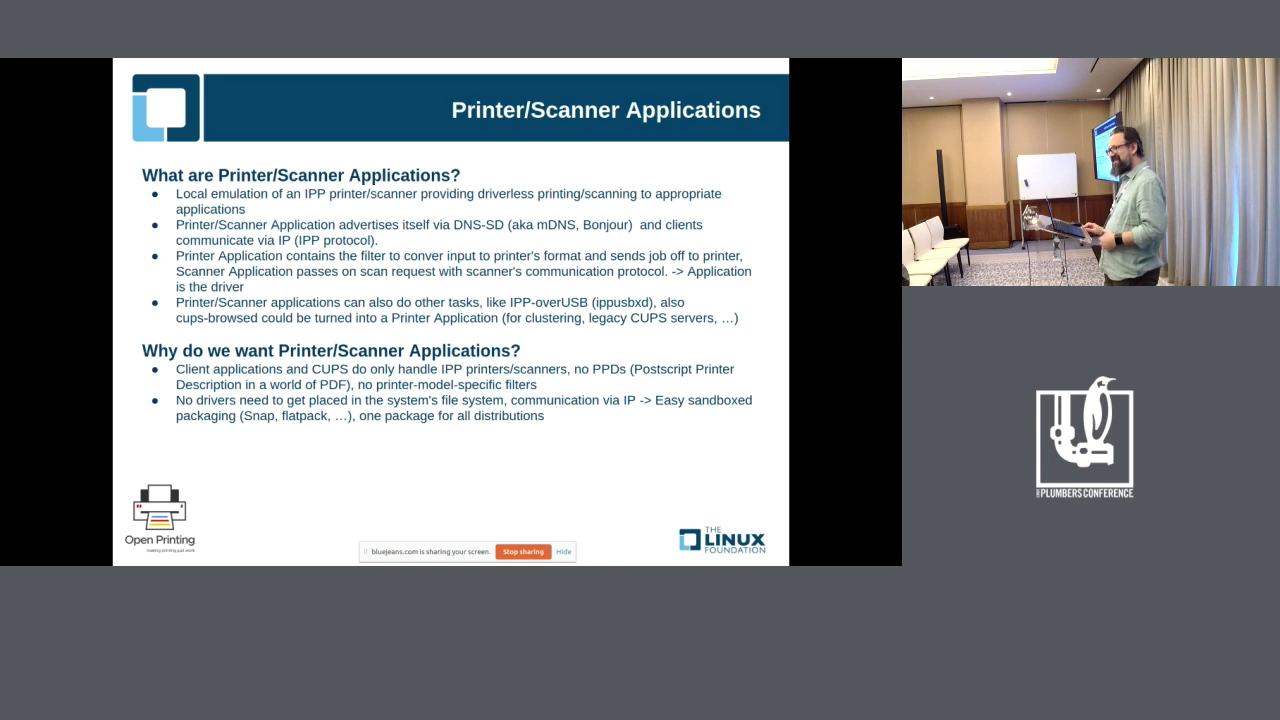 Printer/Scanner Applications
What are Printer/Scanner Applications?
● Local emulation of an IPP printer/scanner providing driverless printing/scanning to appropriate
applications
● Printer/Scanner Application advertises itself via DNS-SD (aka mDNS, Bonjour) and clients
communicate via IP (IPP protocol).
● Printer Application contains the filter to conver input to printer's format and sends job off to printer,
Scanner Application passes on scan request with scanner's communication protocol. -> Application
is the driver
● Printer/Scanner applications can also do other tasks, like IPP-overUSB (ippusbxd), also
cups-browsed could be turned into a Printer Application (for clustering, legacy CUPS servers, …)
Why do we want Printer/Scanner Applications?
● Client applications and CUPS do only handle IPP printers/scanners, no PPDs (Postscript Printer
Description in a world of PDF), no printer-model-specific filters
● No drivers need to get placed in the system's file system, communication via IP -> Easy sandboxed
packaging (Snap, flatpack, …), one package for all distributions
Open Printing
making printing just work
bluejeans.com is sharing your screen. Stop sharing Hide
THE
LINUX
FOUNDATION
PLUMBERS CONFERENCE